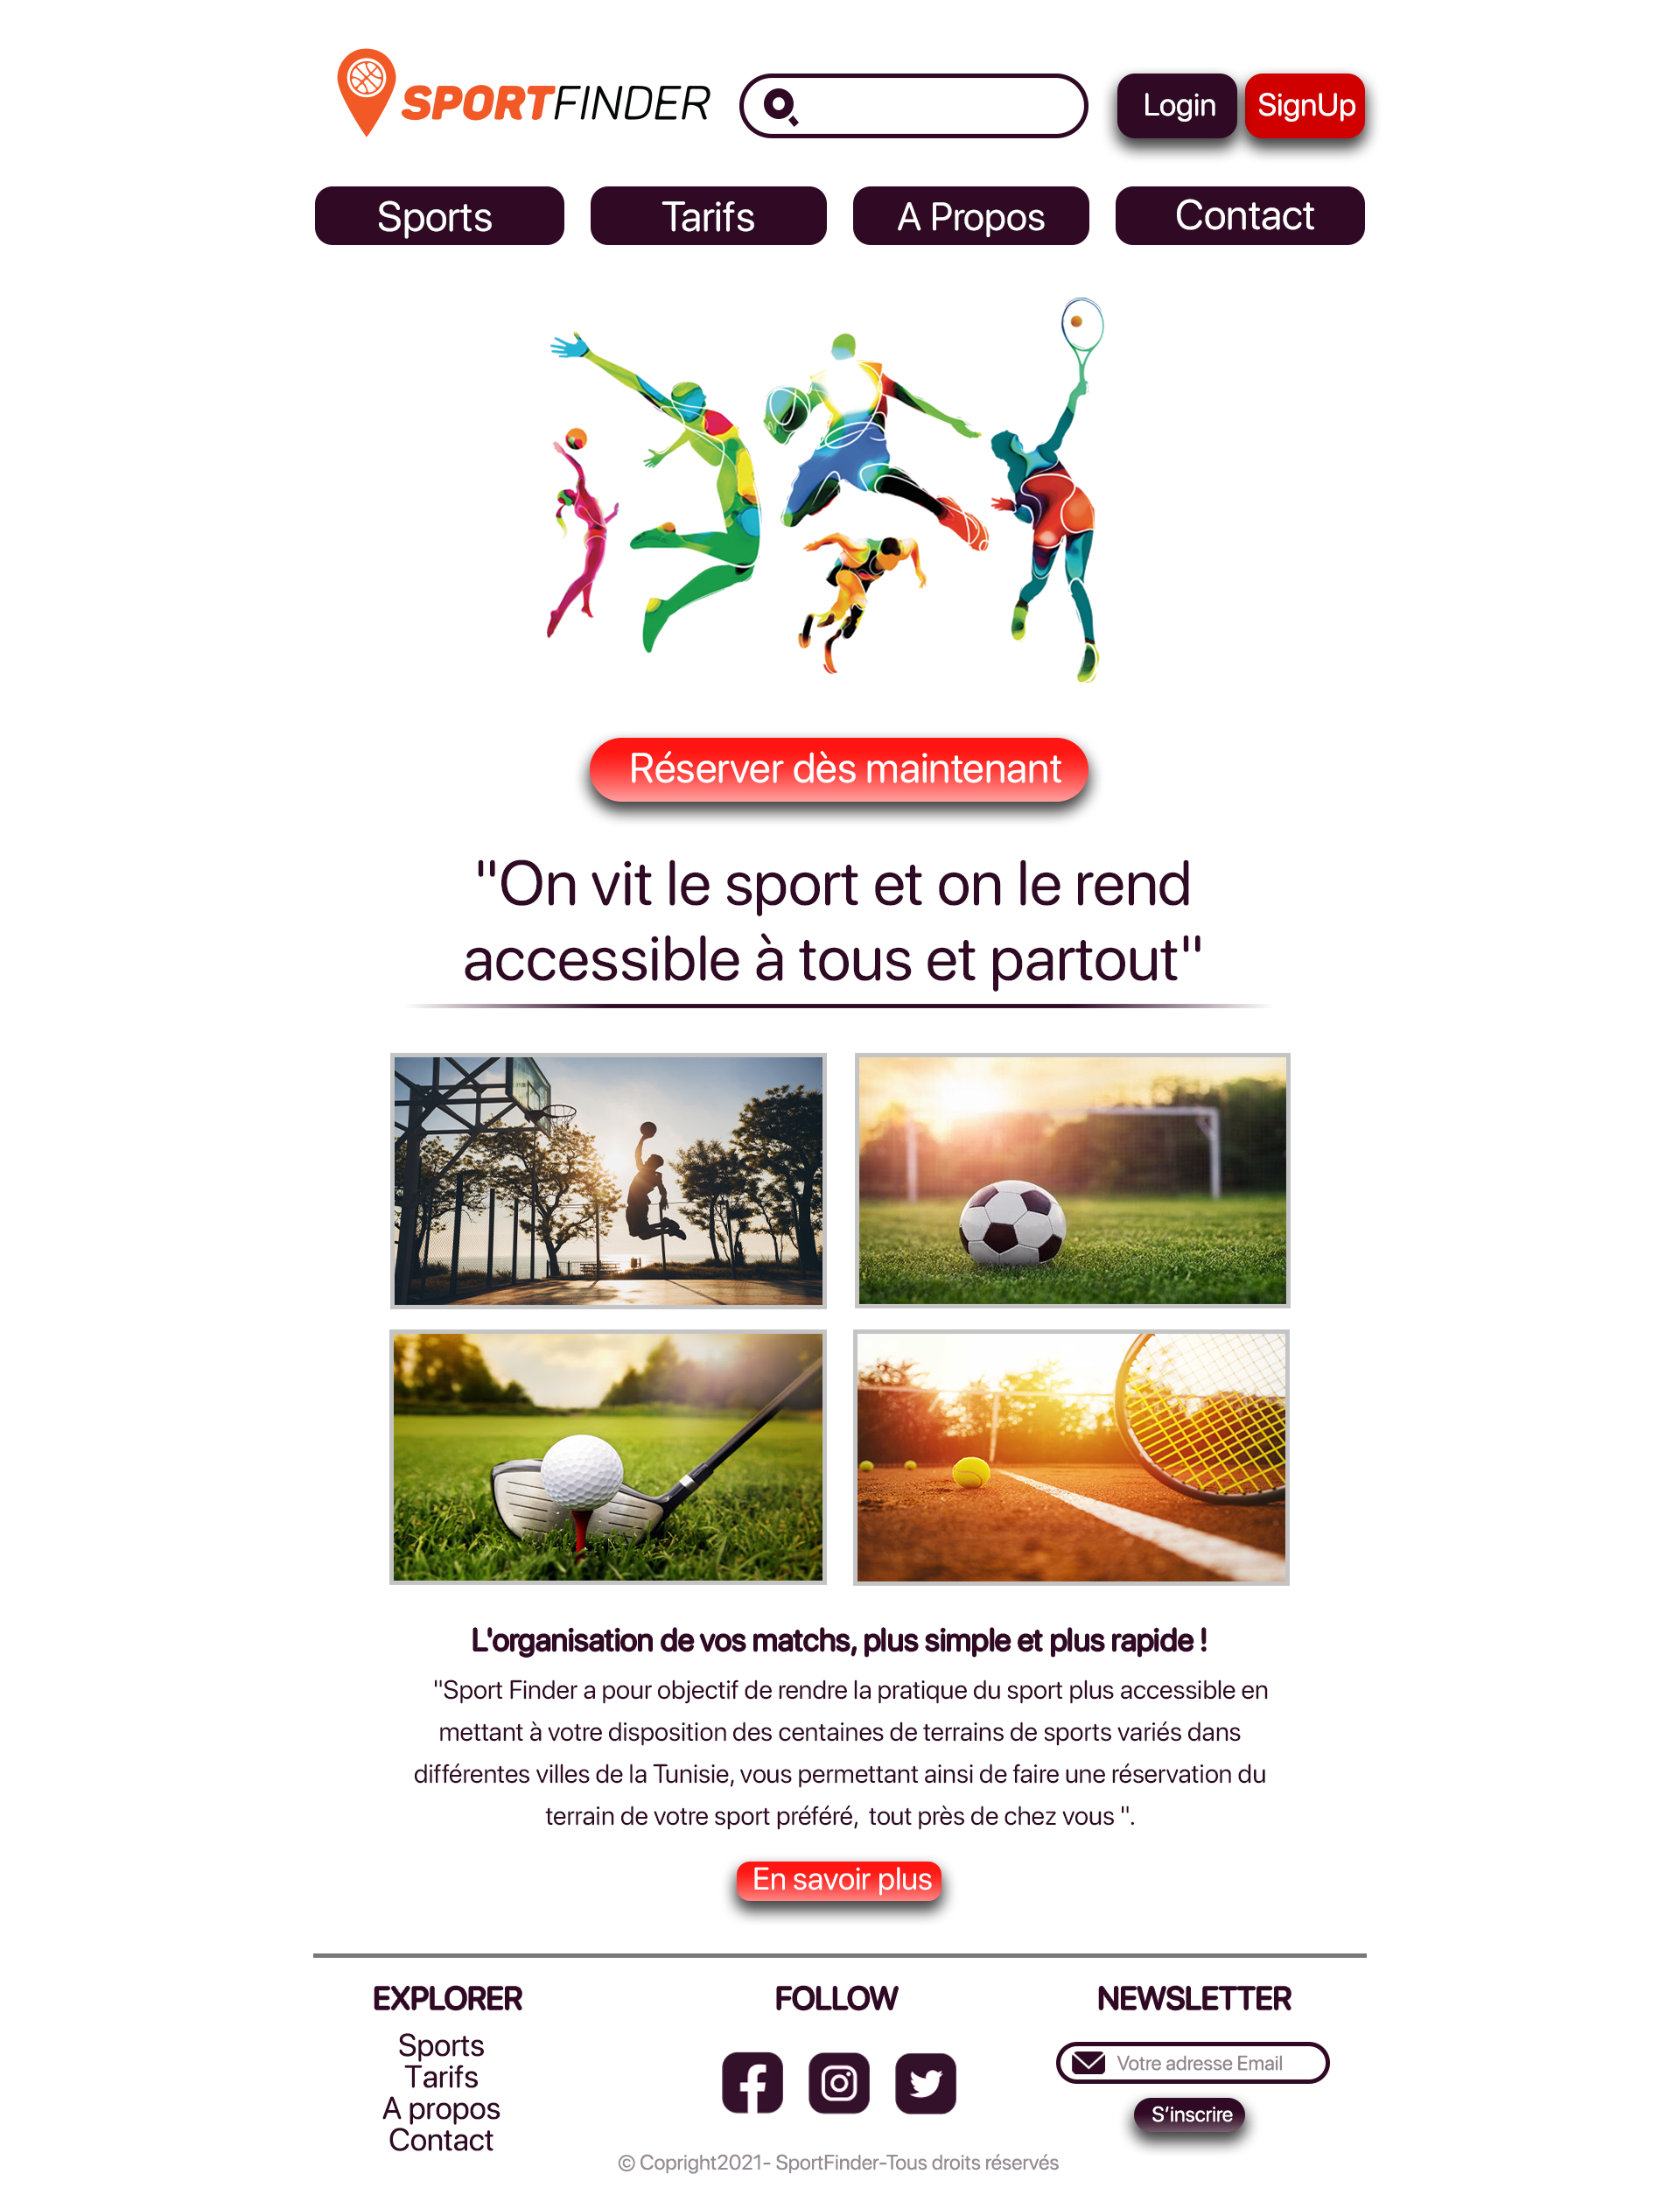 SPORTFINDER
Login
SignUp
Sports
Tarifs
A Propos
Contact
Réserver dès maintenant
"On vit le sport et on le rend
accessible à tous et partout"
L'organisation de vos matchs, plus simple et plus rapide !
"Sport Finder a pour objectif de rendre la pratique du sport plus accessible en
mettant à votre disposition des centaines de terrains de sports variés dans
différentes villes de la Tunisie, vous permettant ainsi de faire une réservation du
terrain de votre sport préféré, tout près de chez vous ".
En savoir plus
EXPLORER
Sports
Tarifs
A propos
Contact
FOLLOW
NEWSLETTER
Votre adresse Email
S'inscrire
© Copright2021- SportFinder-Tous droits réservés